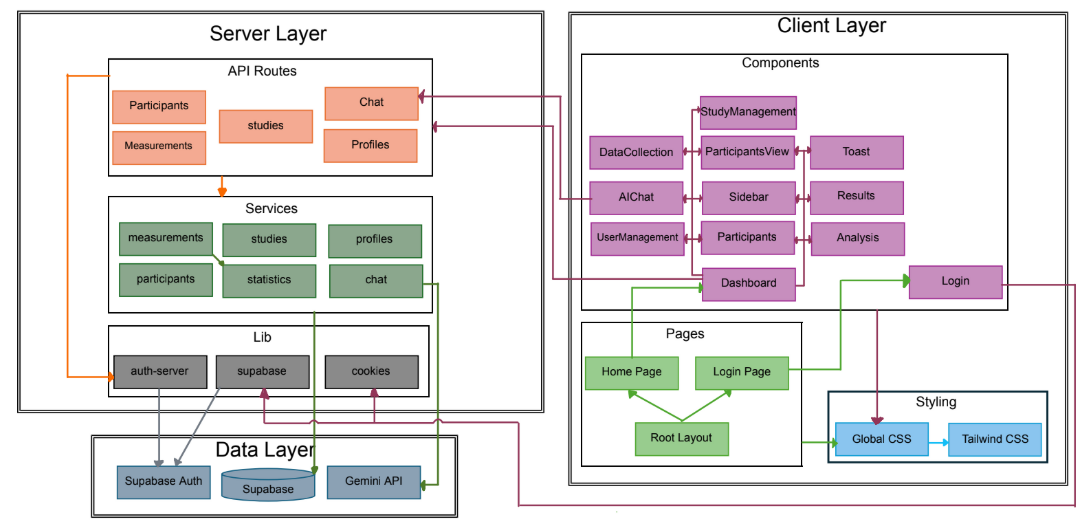 Server Layer
API Routes
Participants
Measurements
studies
Chat
Profiles
Services
measurements
studies
profiles
participants
statistics
chat
Lib
auth-server
supabase
cookies
Data Layer
Supabase Auth
Supabase
Gemini API
Client Layer
Components
StudyManagement
DataCollection
ParticipantsView
Toast
AIChat
Sidebar
Results
UserManagement
Participants
Analysis
Dashboard
Login
Pages
Home Page
Login Page
Root Layout
Styling
Global CSS
Tailwind CSS